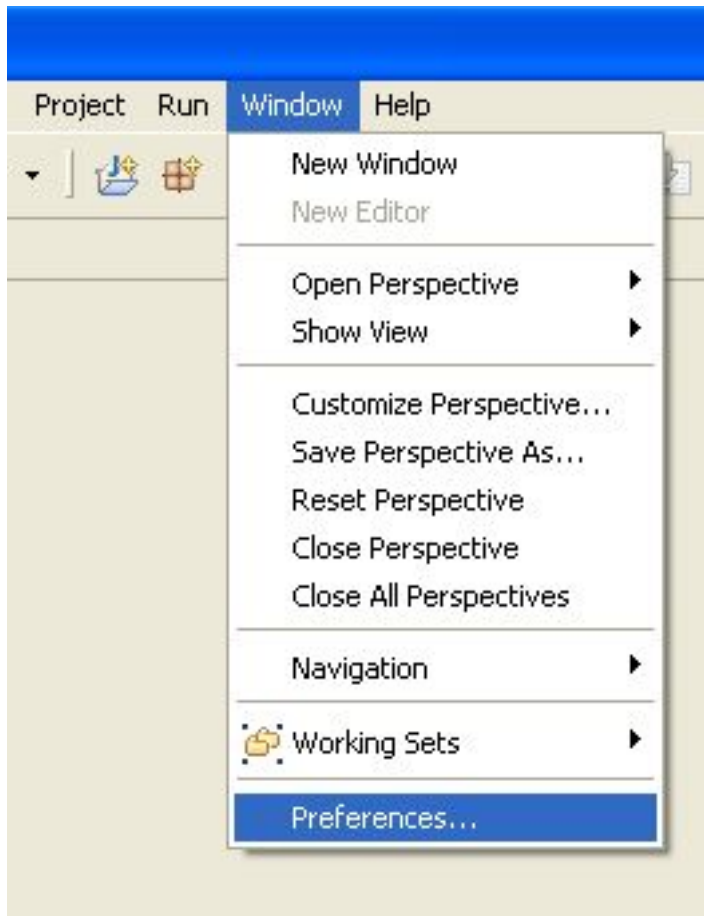 Project Run Window Help
New Window
New Editor
Open Perspective
Show View
Customize Perspective...
Save Perspective As...
Reset Perspective
Close Perspective
Close All Perspectives
Navigation
Working Sets
Preferences...